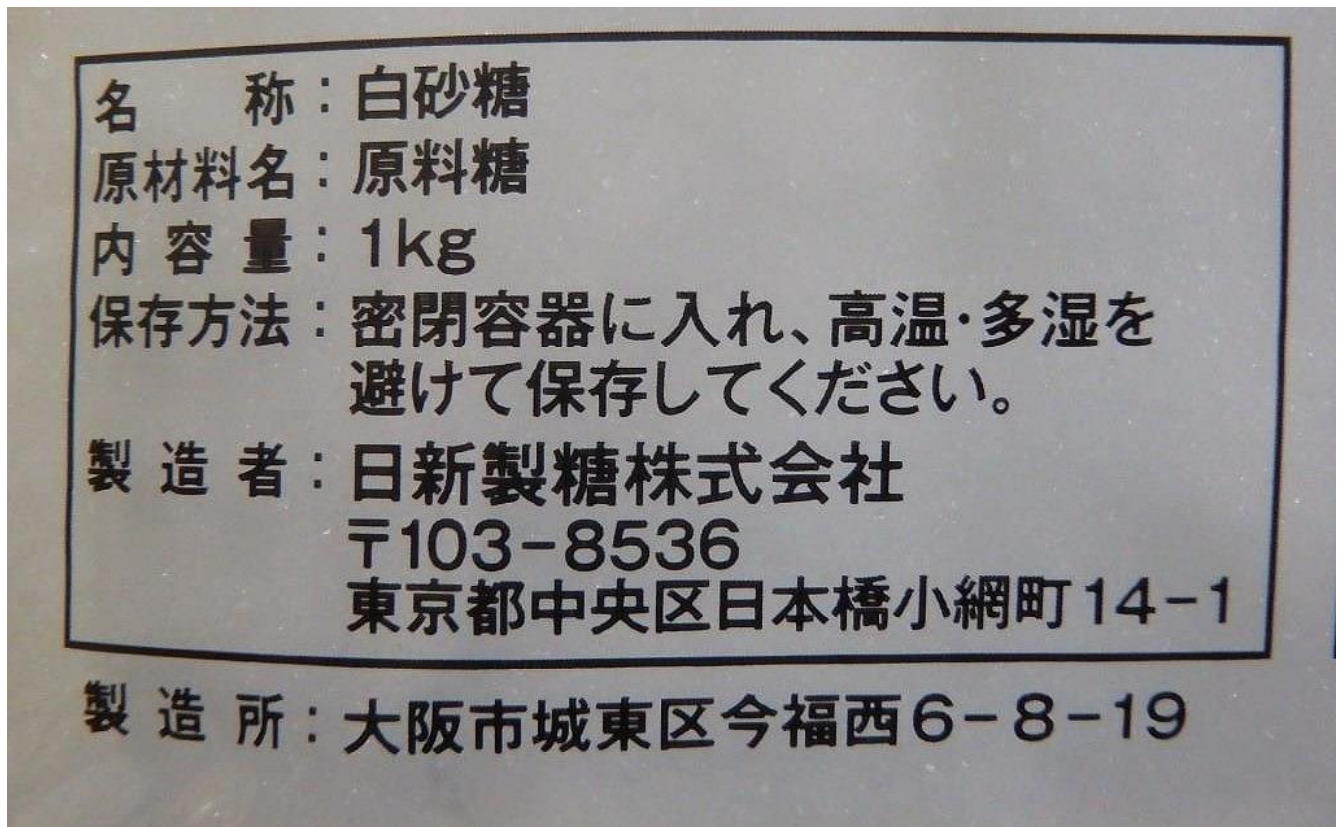 名称：白砂糖
原材料名：原料糖
内容量：1kg
保存方法：密閉容器に入れ、高温・多湿を
避けて保存してください。
製造者：日新製糖株式会社
〒103-8536
東京都中央区日本橋小網町14-1
製造所：大阪市城東区今福西6-8-19